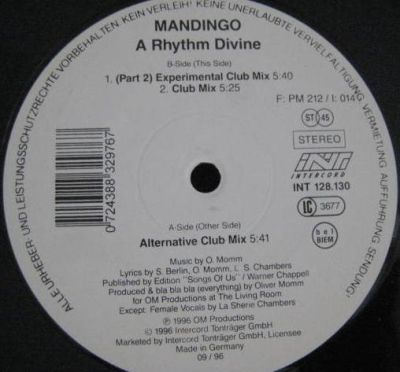 ALLE URHEBER UND LEISTUNGSSCHUTZRECHTE VORBEHALTEN KEIN VERLEIH! KEINE UNERLAUBTE VERVIELFÄLTIGUNG, VERMIETUNG, AUFFÜHRUNG, SENDUNG!
MANDINGO
A Rhythm Divine
B-Side (This Side)
1. (Part 2) Experimental Club Mix 5:40
2. Club Mix 5:25
F: PM 212 / I: 014
ST 45
STEREO
INT
INTERCORD
INT 128.130
LC 3677
bel
BIEM
0724388329767
A-Side (Other Side)
Alternative Club Mix 5:41
Music by O. Momm
Lyrics by S. Berlin, O. Momm, L. S. Chambers
Published by Edition "Songs Of Us" / Warner Chappell
Produced & bla bla bla (everything) by Oliver Momm
for OM Productions at The Living Room
Except: Female Vocals by La Sherie Chambers
℗ 1996 OM Productions
© 1996 Intercord Tonträger GmbH
Marketed by Intercord Tonträger GmbH, Licensee
Made in Germany
09 / 96